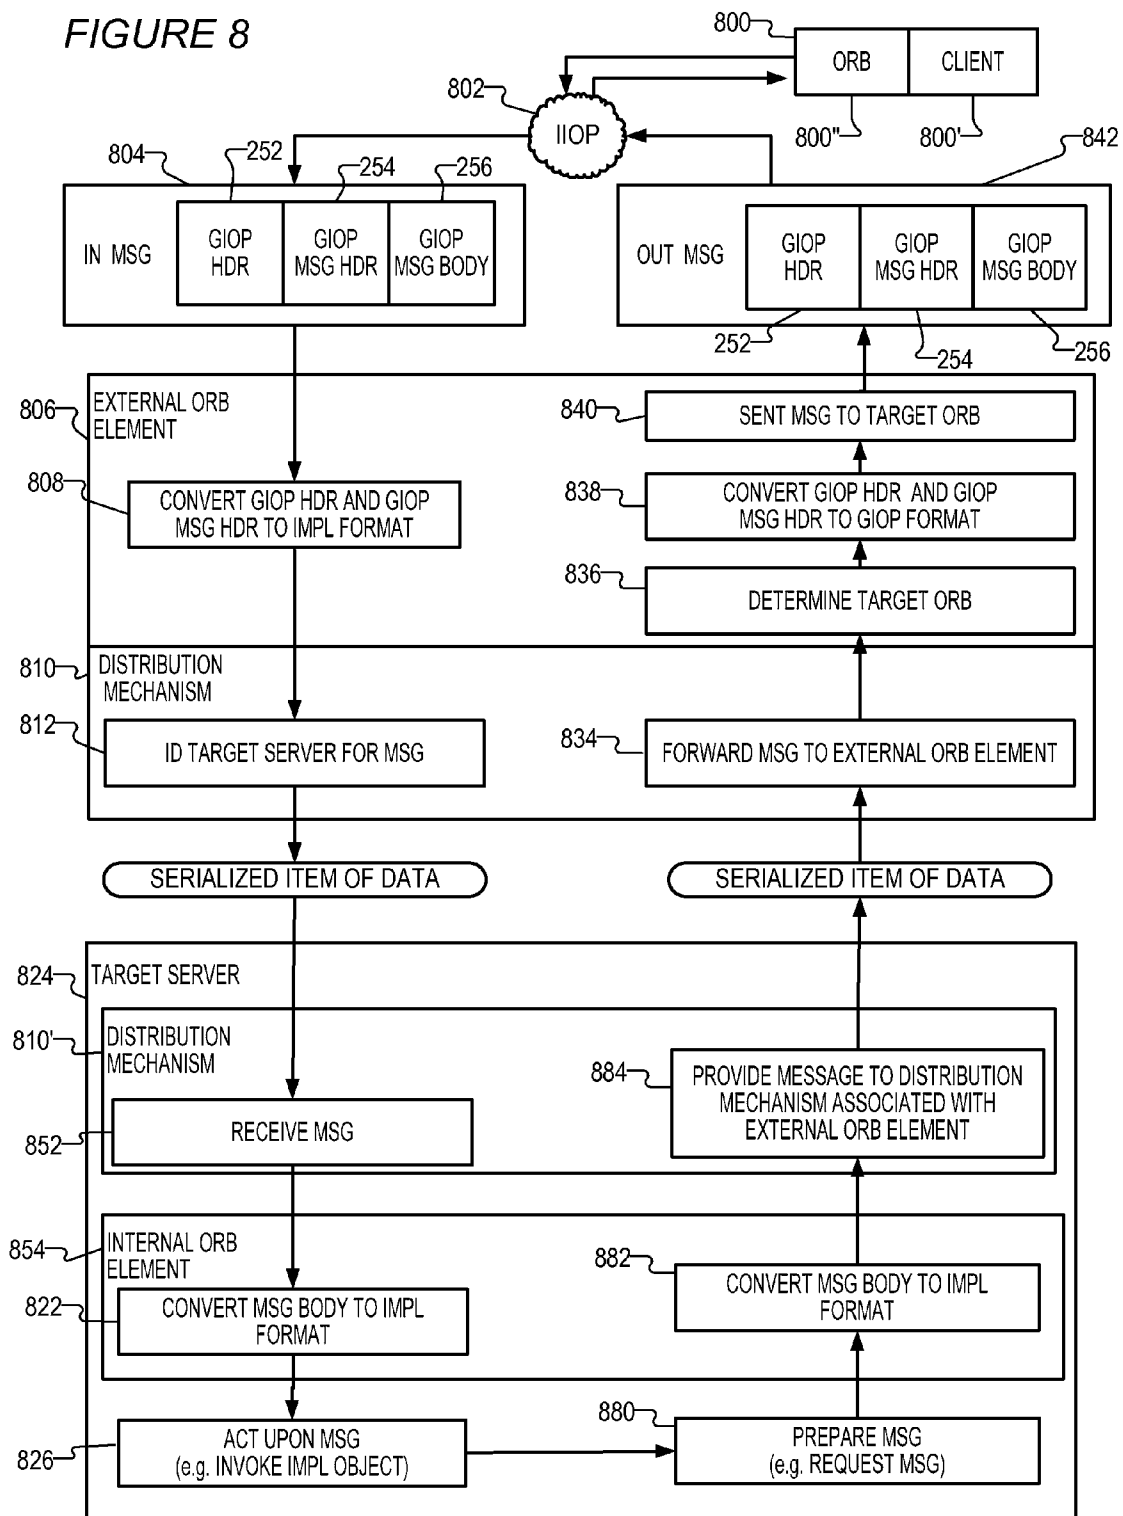 FIGURE 8
800
ORB
CLIENT
800"
800'
802
IIOP
804
252
254
256
IN MSG
GIOP
HDR
GIOP
MSG HDR
GIOP
MSG BODY
842
OUT MSG
GIOP
HDR
GIOP
MSG HDR
GIOP
MSG BODY
252
254
256
806
EXTERNAL ORB
ELEMENT
840
SENT MSG TO TARGET ORB
808
CONVERT GIOP HDR AND GIOP
MSG HDR TO IMPL FORMAT
838
CONVERT GIOP HDR AND GIOP
MSG HDR TO GIOP FORMAT
836
DETERMINE TARGET ORB
810
DISTRIBUTION
MECHANISM
812
ID TARGET SERVER FOR MSG
834
FORWARD MSG TO EXTERNAL ORB ELEMENT
SERIALIZED ITEM OF DATA
SERIALIZED ITEM OF DATA
824
TARGET SERVER
810'
DISTRIBUTION
MECHANISM
884
PROVIDE MESSAGE TO DISTRIBUTION
MECHANISM ASSOCIATED WITH
EXTERNAL ORB ELEMENT
852
RECEIVE MSG
854
INTERNAL ORB
ELEMENT
882
CONVERT MSG BODY TO IMPL
FORMAT
822
CONVERT MSG BODY TO IMPL
FORMAT
826
ACT UPON MSG
(e.g. INVOKE IMPL OBJECT)
880
PREPARE MSG
(e.g. REQUEST MSG)